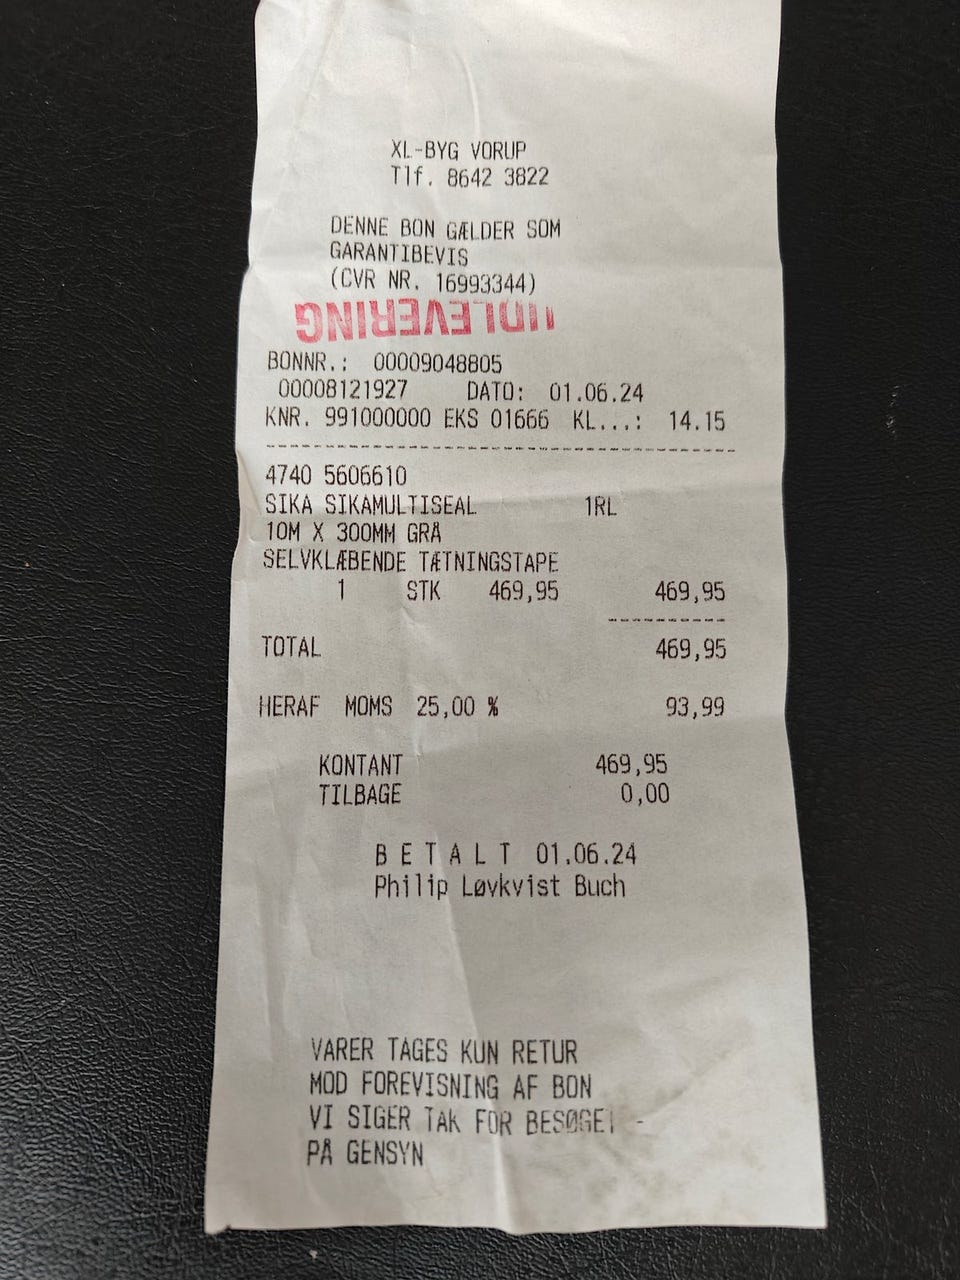 XL-BYG VORUP
Tlf. 8642 3822
DENNE BON GÆLDER SOM
GARANTIBEVIS
(CVR NR. 16993344)
UDLEVERING
BONNR.: 00009048805
00008121927 DATO: 01.06.24
KNR. 991000000 EKS 01666 KL...: 14.15
4740 5606610
SIKA SIKAMULTISEAL 1RL
10M X 300MM GRÅ
SELVKLÆBENDE TÆTNINGSTAPE
1 STK 469,95 469,95
TOTAL 469,95
HERAF MOMS 25,00 % 93,99
KONTANT 469,95
TILBAGE 0,00
B E T A L T 01.06.24
Philip Løvkvist Buch
VARER TAGES KUN RETUR
MOD FOREVISNING AF BON
VI SIGER TAK FOR BESØGET -
PÅ GENSYN